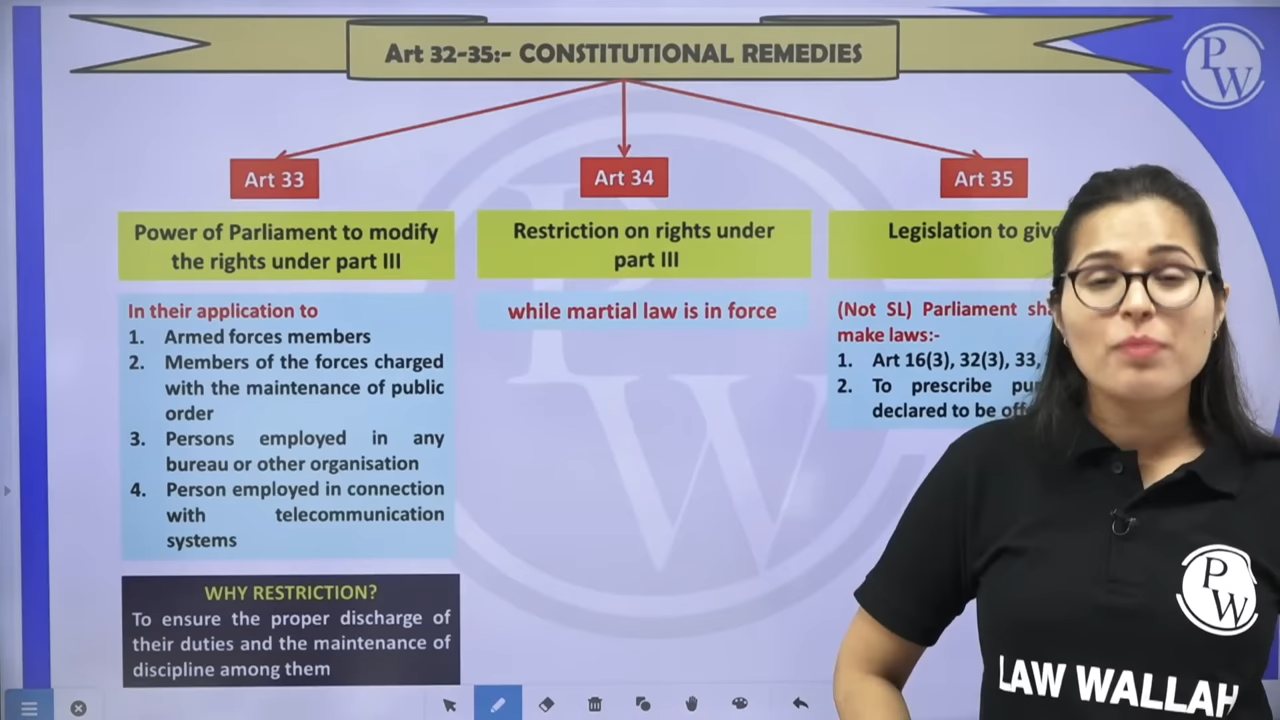 Art 32-35:- CONSTITUTIONAL REMEDIES
PW
Art 33
Art 34
Art 35
Power of Parliament to modify
the rights under part III
Restriction on rights under
part III
Legislation to give
In their application to
1. Armed forces members
2. Members of the forces charged
with the maintenance of public
order
3. Persons employed in any
bureau or other organisation
4. Person employed in connection
with telecommunication
systems
while martial law is in force
(Not SL) Parliament
make laws:-
1. Art 16(3), 32(3), 33,
2. To prescribe
declared to be
WHY RESTRICTION?
To ensure the proper discharge of
their duties and the maintenance of
discipline among them
PW
PW
LAW WALLAH